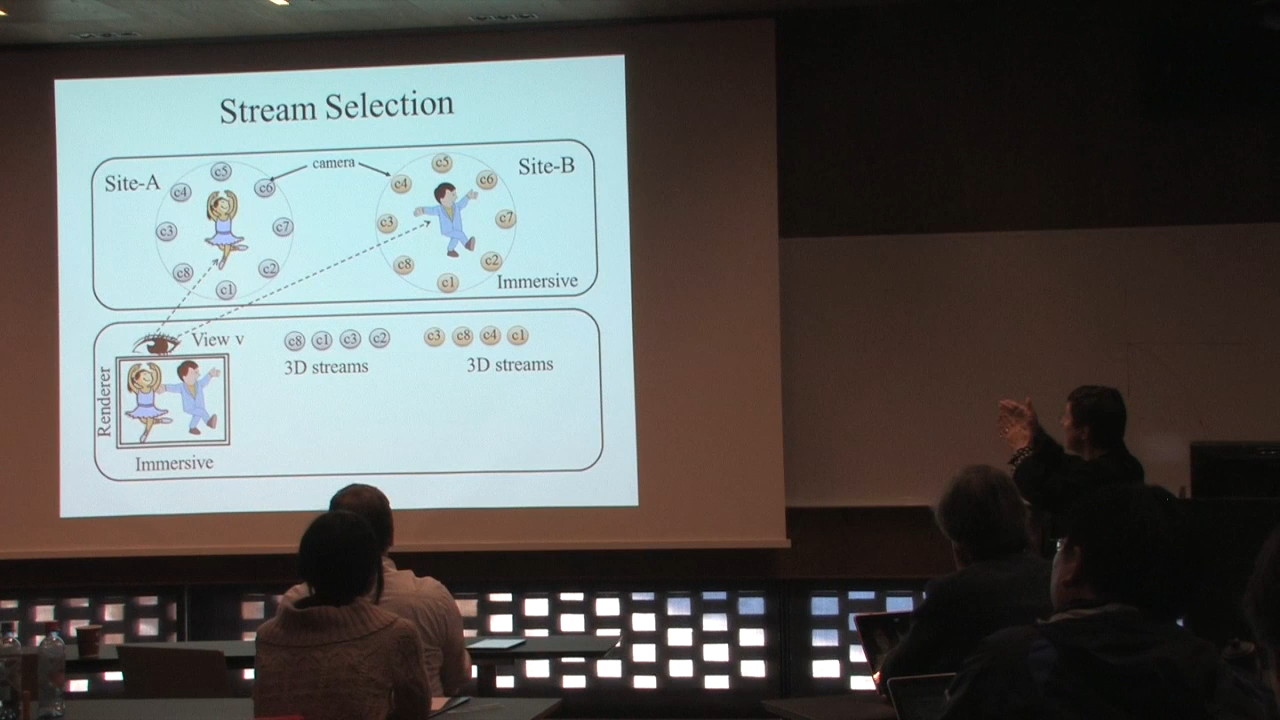 Stream Selection
Site-A
camera
Site-B
c5
c4
c6
c3
c7
c8
c2
c1
c5
c4
c6
c3
c7
c8
c2
c1
Immersive
View v
c8 c1 c3 c2
c3 c8 c4 c1
3D streams
3D streams
Renderer
Immersive